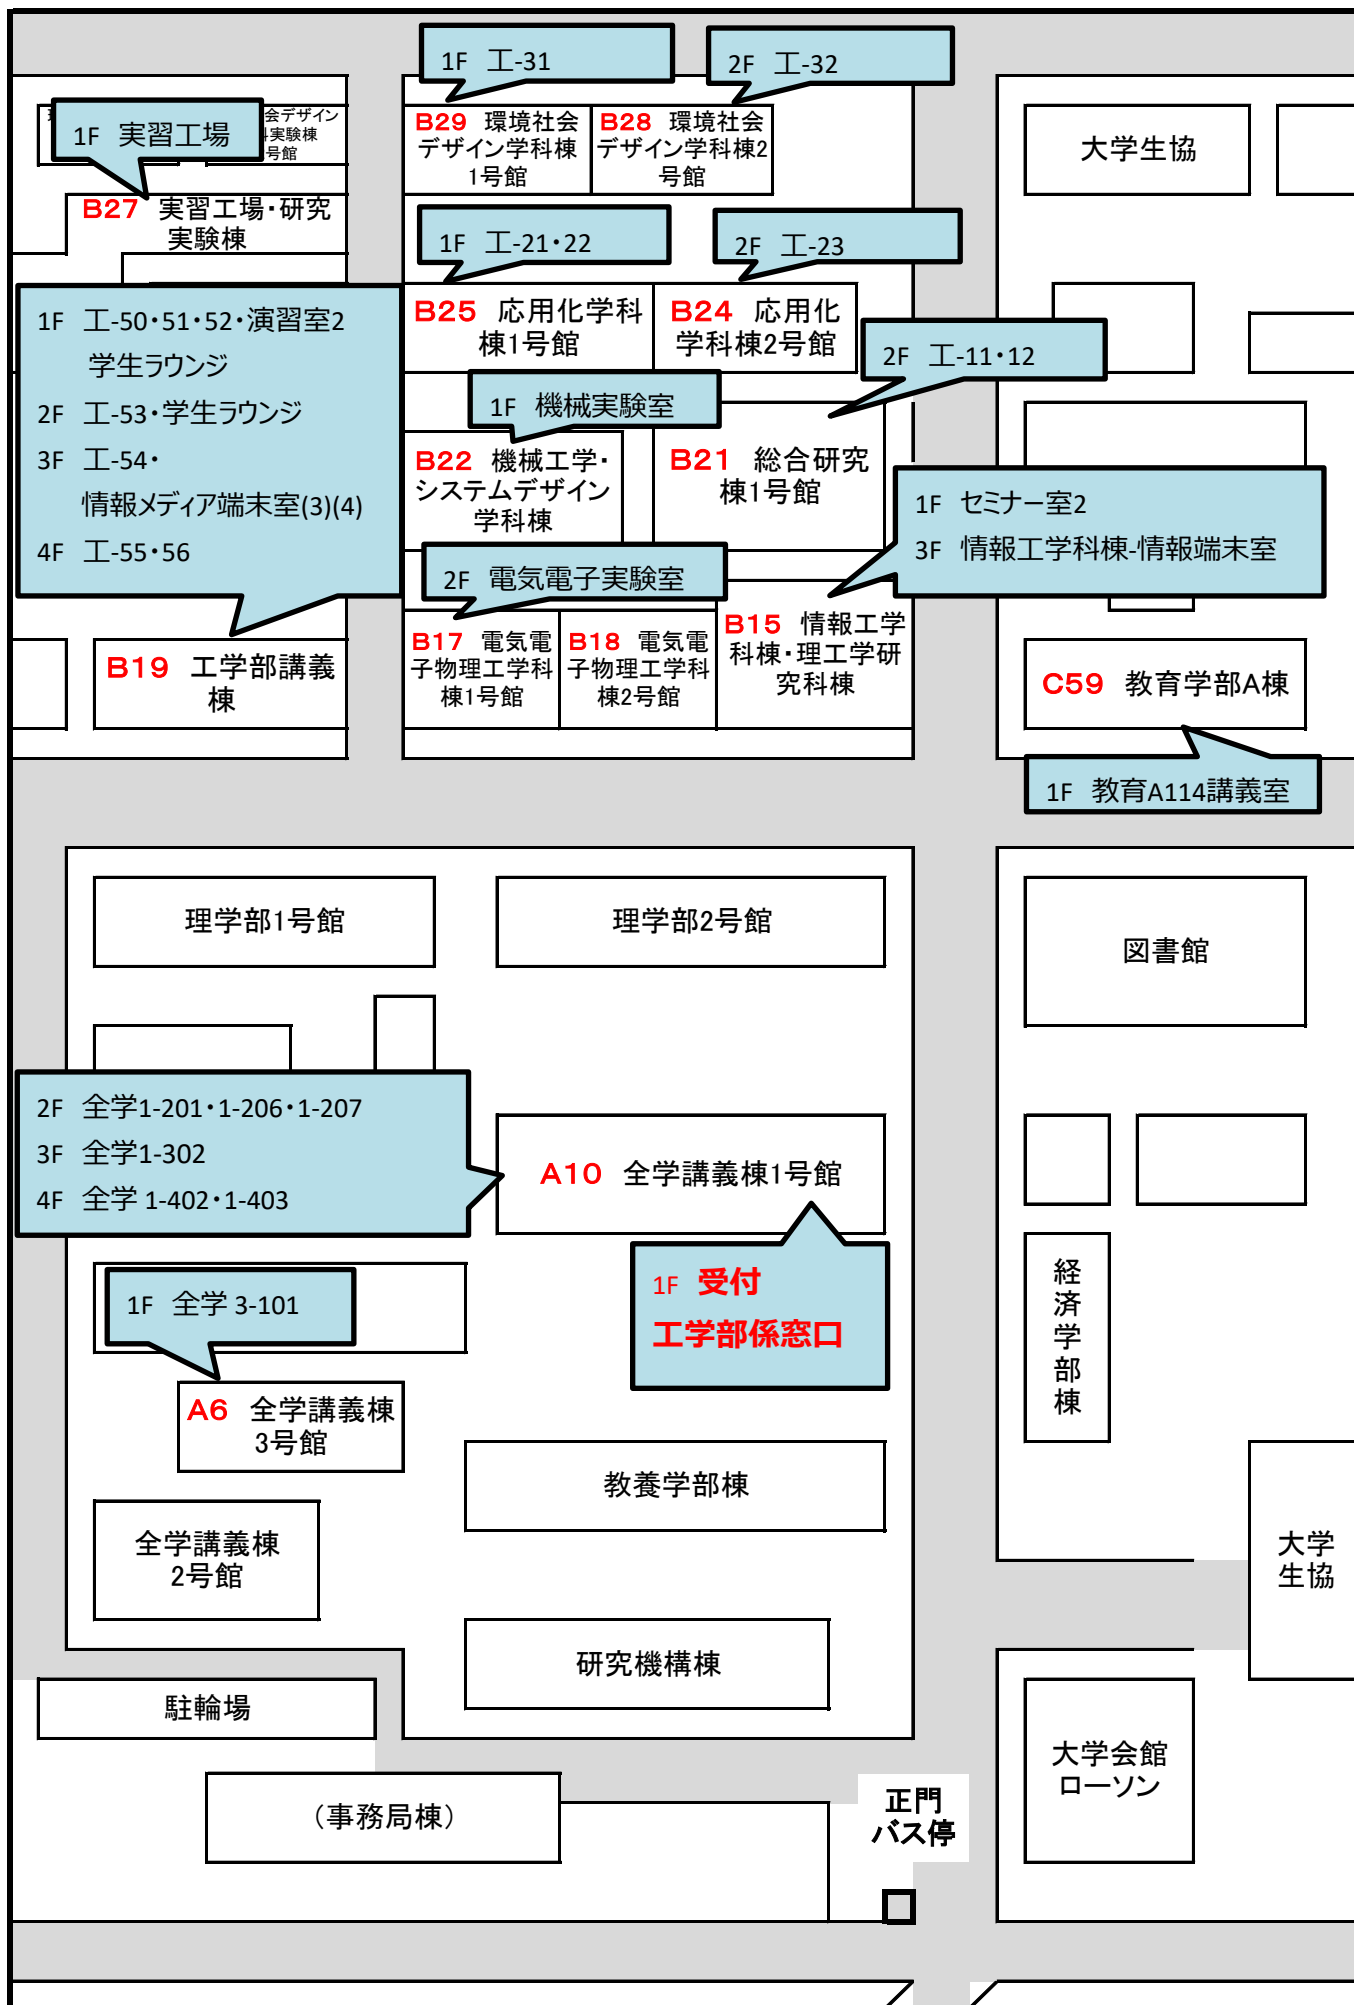 1F 工-31
2F 工-32
1F 実習工場
会デザイン
実験棟
号館
B29 環境社会
デザイン学科棟
1号館
B28 環境社会
デザイン学科棟2
号館
大学生協
B27 実習工場・研究
実験棟
1F 工-21・22
2F 工-23
B25 応用化学科
棟1号館
B24 応用化
学科棟2号館
1F 工-50・51・52・演習室2
学生ラウンジ
2F 工-53・学生ラウンジ
3F 工-54・
情報メディア端末室(3)(4)
4F 工-55・56
2F 工-11・12
1F 機械実験室
B22 機械工学・
システムデザイン
学科棟
B21 総合研究
棟1号館
1F セミナー室2
3F 情報工学科棟-情報端末室
2F 電気電子実験室
B19 工学部講義
棟
B17 電気電
子物理工学科
棟1号館
B18 電気電
子物理工学科
棟2号館
B15 情報工学
科棟・理工学研
究科棟
C59 教育学部A棟
1F 教育A114講義室
理学部1号館
理学部2号館
図書館
2F 全学1-201・1-206・1-207
3F 全学1-302
4F 全学 1-402・1-403
A10 全学講義棟1号館
1F 受付
工学部係窓口
1F 全学 3-101
経済学部棟
A6 全学講義棟
3号館
教養学部棟
全学講義棟
2号館
大学
生協
研究機構棟
駐輪場
大学会館
ローソン
（事務局棟）
正門
バス停